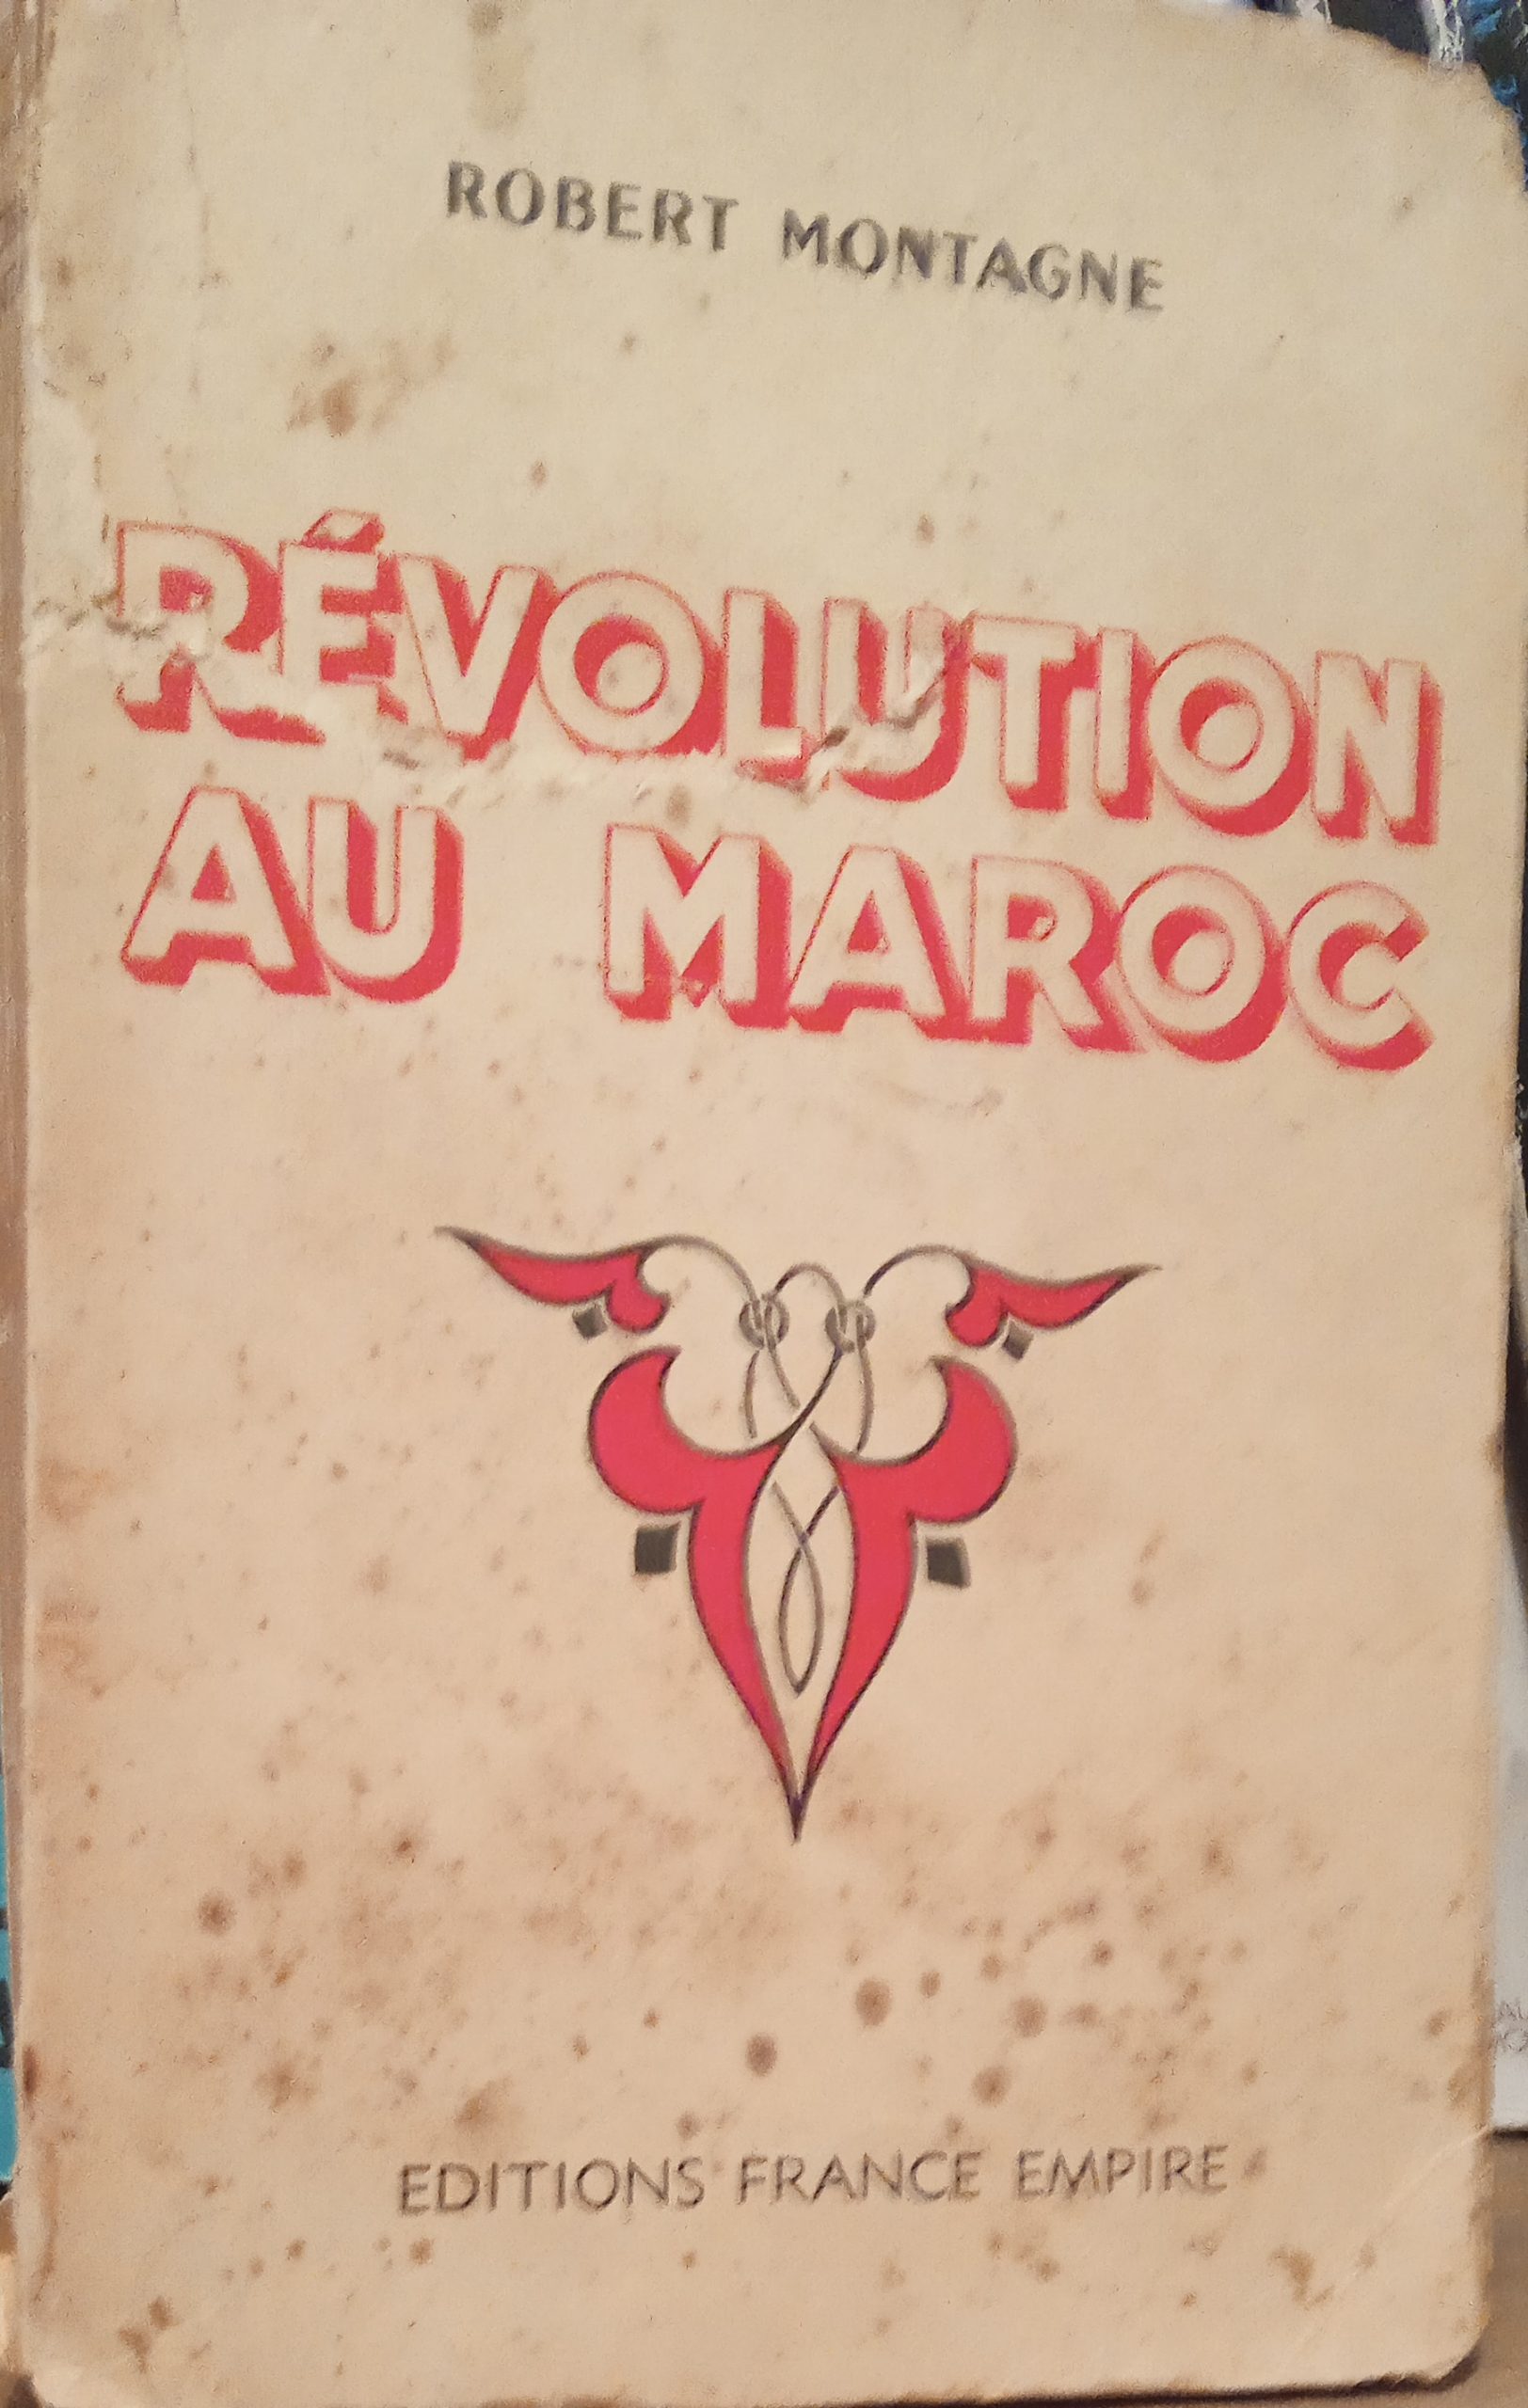 ROBERT MONTAGNE
RÉVOLUTION
AU MAROC
EDITIONS FRANCE EMPIRE